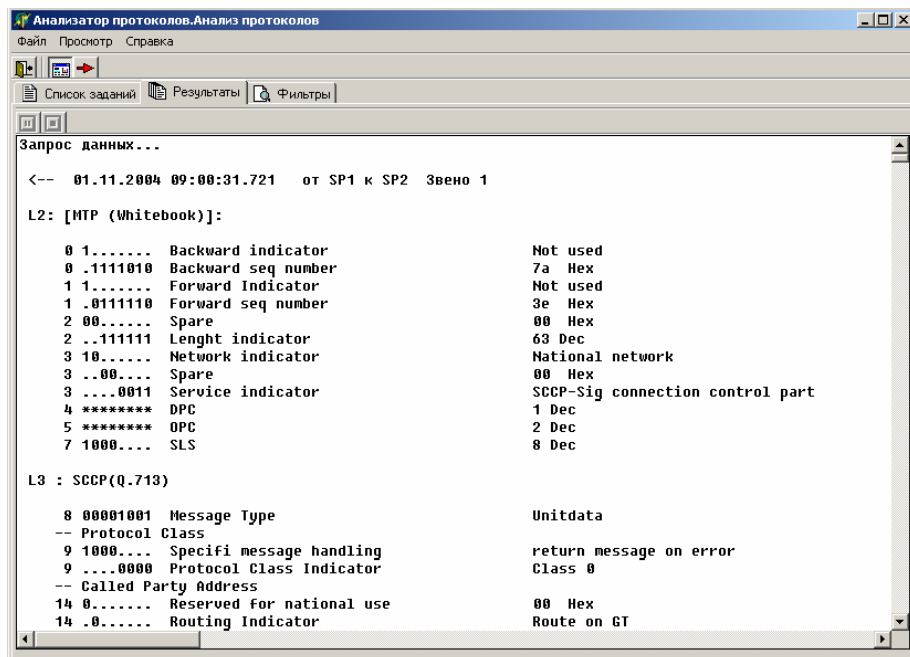 Анализатор протоколов.Анализ протоколов
Файл Просмотр Справка
Список заданий Результаты Фильтры
Запрос данных...
<-- 01.11.2004 09:00:31.721 от SP1 к SP2 Звено 1
L2: [MTP (Whitebook)]:
0 1....... Backward indicator Not used
0 .1111010 Backward seq number 7a Hex
1 1....... Forward Indicator Not used
1 .0111110 Forward seq number 3e Hex
2 00...... Spare 00 Hex
2 ..111111 Lenght indicator 63 Dec
3 10...... Network indicator National network
3 ..00.... Spare 00 Hex
3 ....0011 Service indicator SCCP-Sig connection control part
4 ******** DPC 1 Dec
5 ******** OPC 2 Dec
7 1000.... SLS 8 Dec
L3 : SCCP(Q.713)
8 00001001 Message Type Unitdata
-- Protocol Class
9 1000.... Specifi message handling return message on error
9 ....0000 Protocol Class Indicator Class 0
-- Called Party Address
14 0....... Reserved for national use 00 Hex
14 .0...... Routing Indicator Route on GT